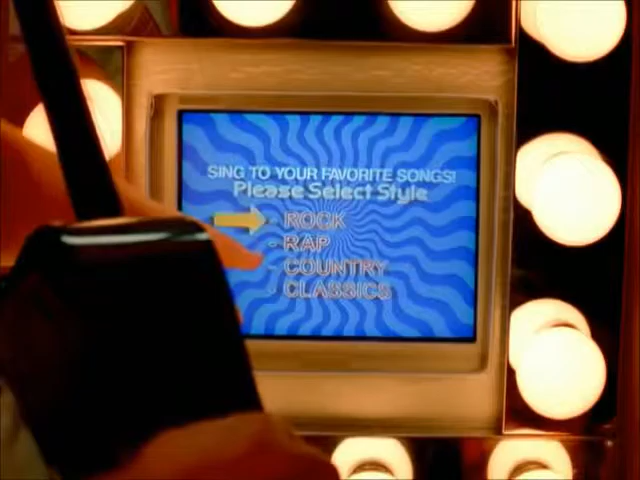 SING TO YOUR FAVORITE SONGS!
Please Select Style
- ROCK
- RAP
- COUNTRY
- CLASSICS